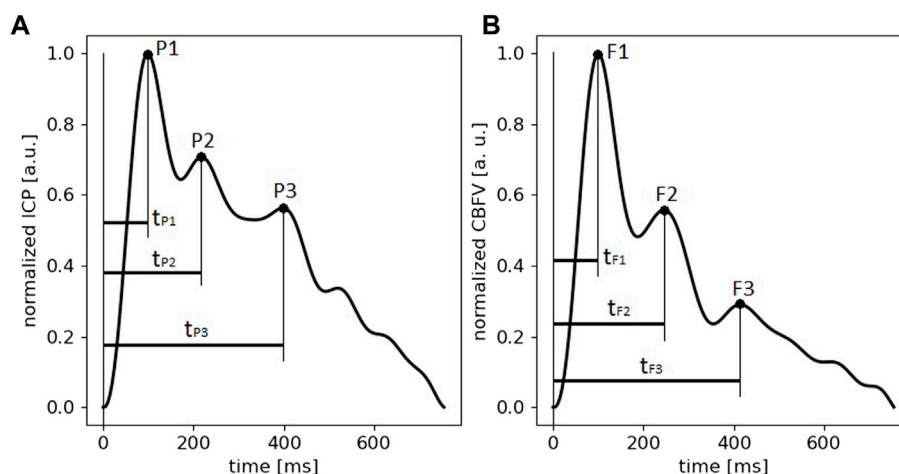 A
normalized ICP [a.u.]
1.0
0.8
0.6
0.4
0.2
0.0
P1
P2
P3
tP1
tP2
tP3
0
200
400
600
time [ms]
B
normalized CBFV [a. u.]
1.0
0.8
0.6
0.4
0.2
0.0
F1
F2
F3
tF1
tF2
tF3
0
200
400
600
time [ms]